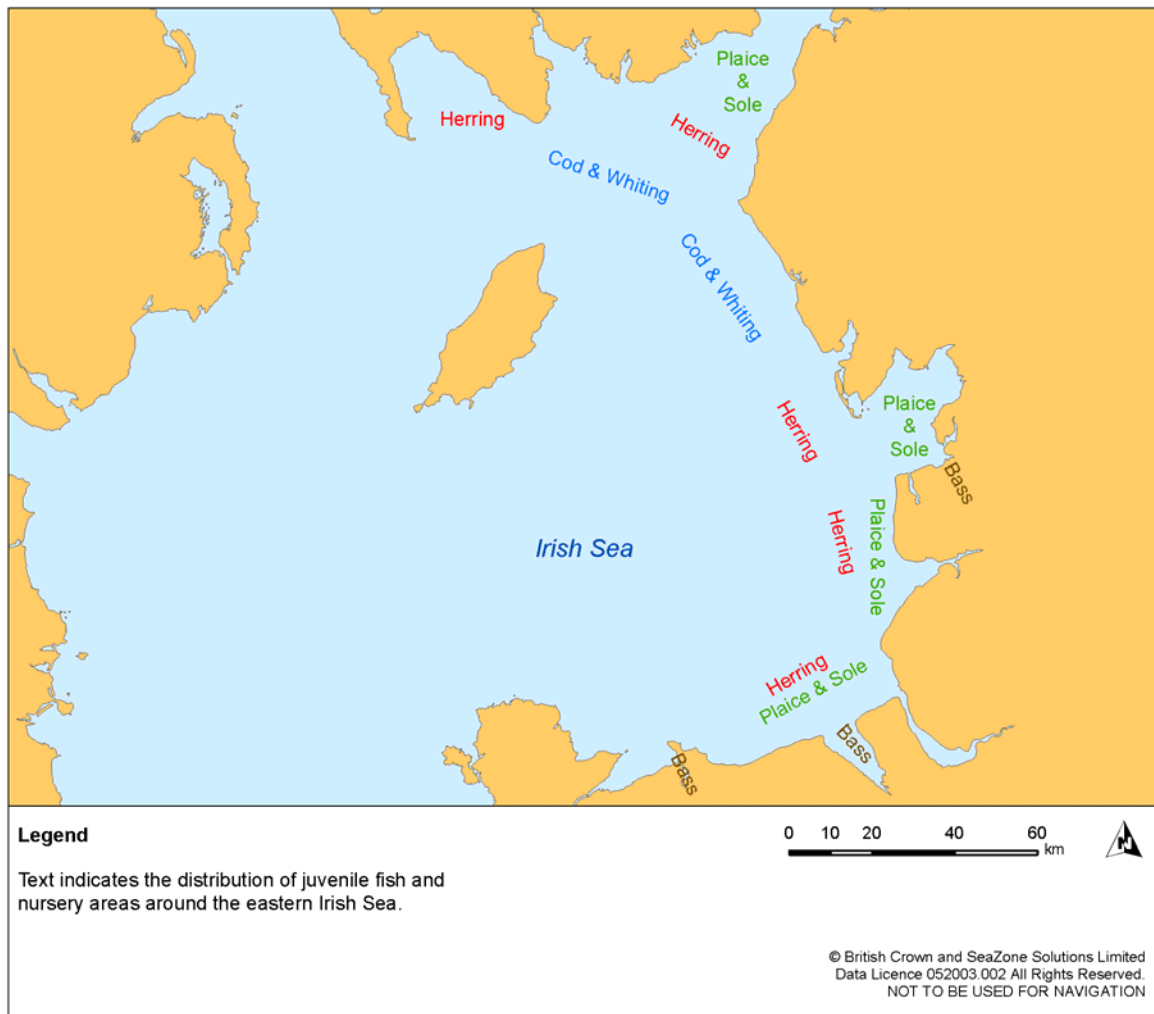 Plaice
&
Sole
Herring
Herring
Cod & Whiting
Cod & Whiting
Plaice
&
Sole
Herring
Bass
Plaice & Sole
Herring
Irish Sea
Herring
Plaice & Sole
Bass
Bass
Legend
Text indicates the distribution of juvenile fish and
nursery areas around the eastern Irish Sea.
0 10 20 40 60
km
N
© British Crown and SeaZone Solutions Limited
Data Licence 052003.002 All Rights Reserved.
NOT TO BE USED FOR NAVIGATION